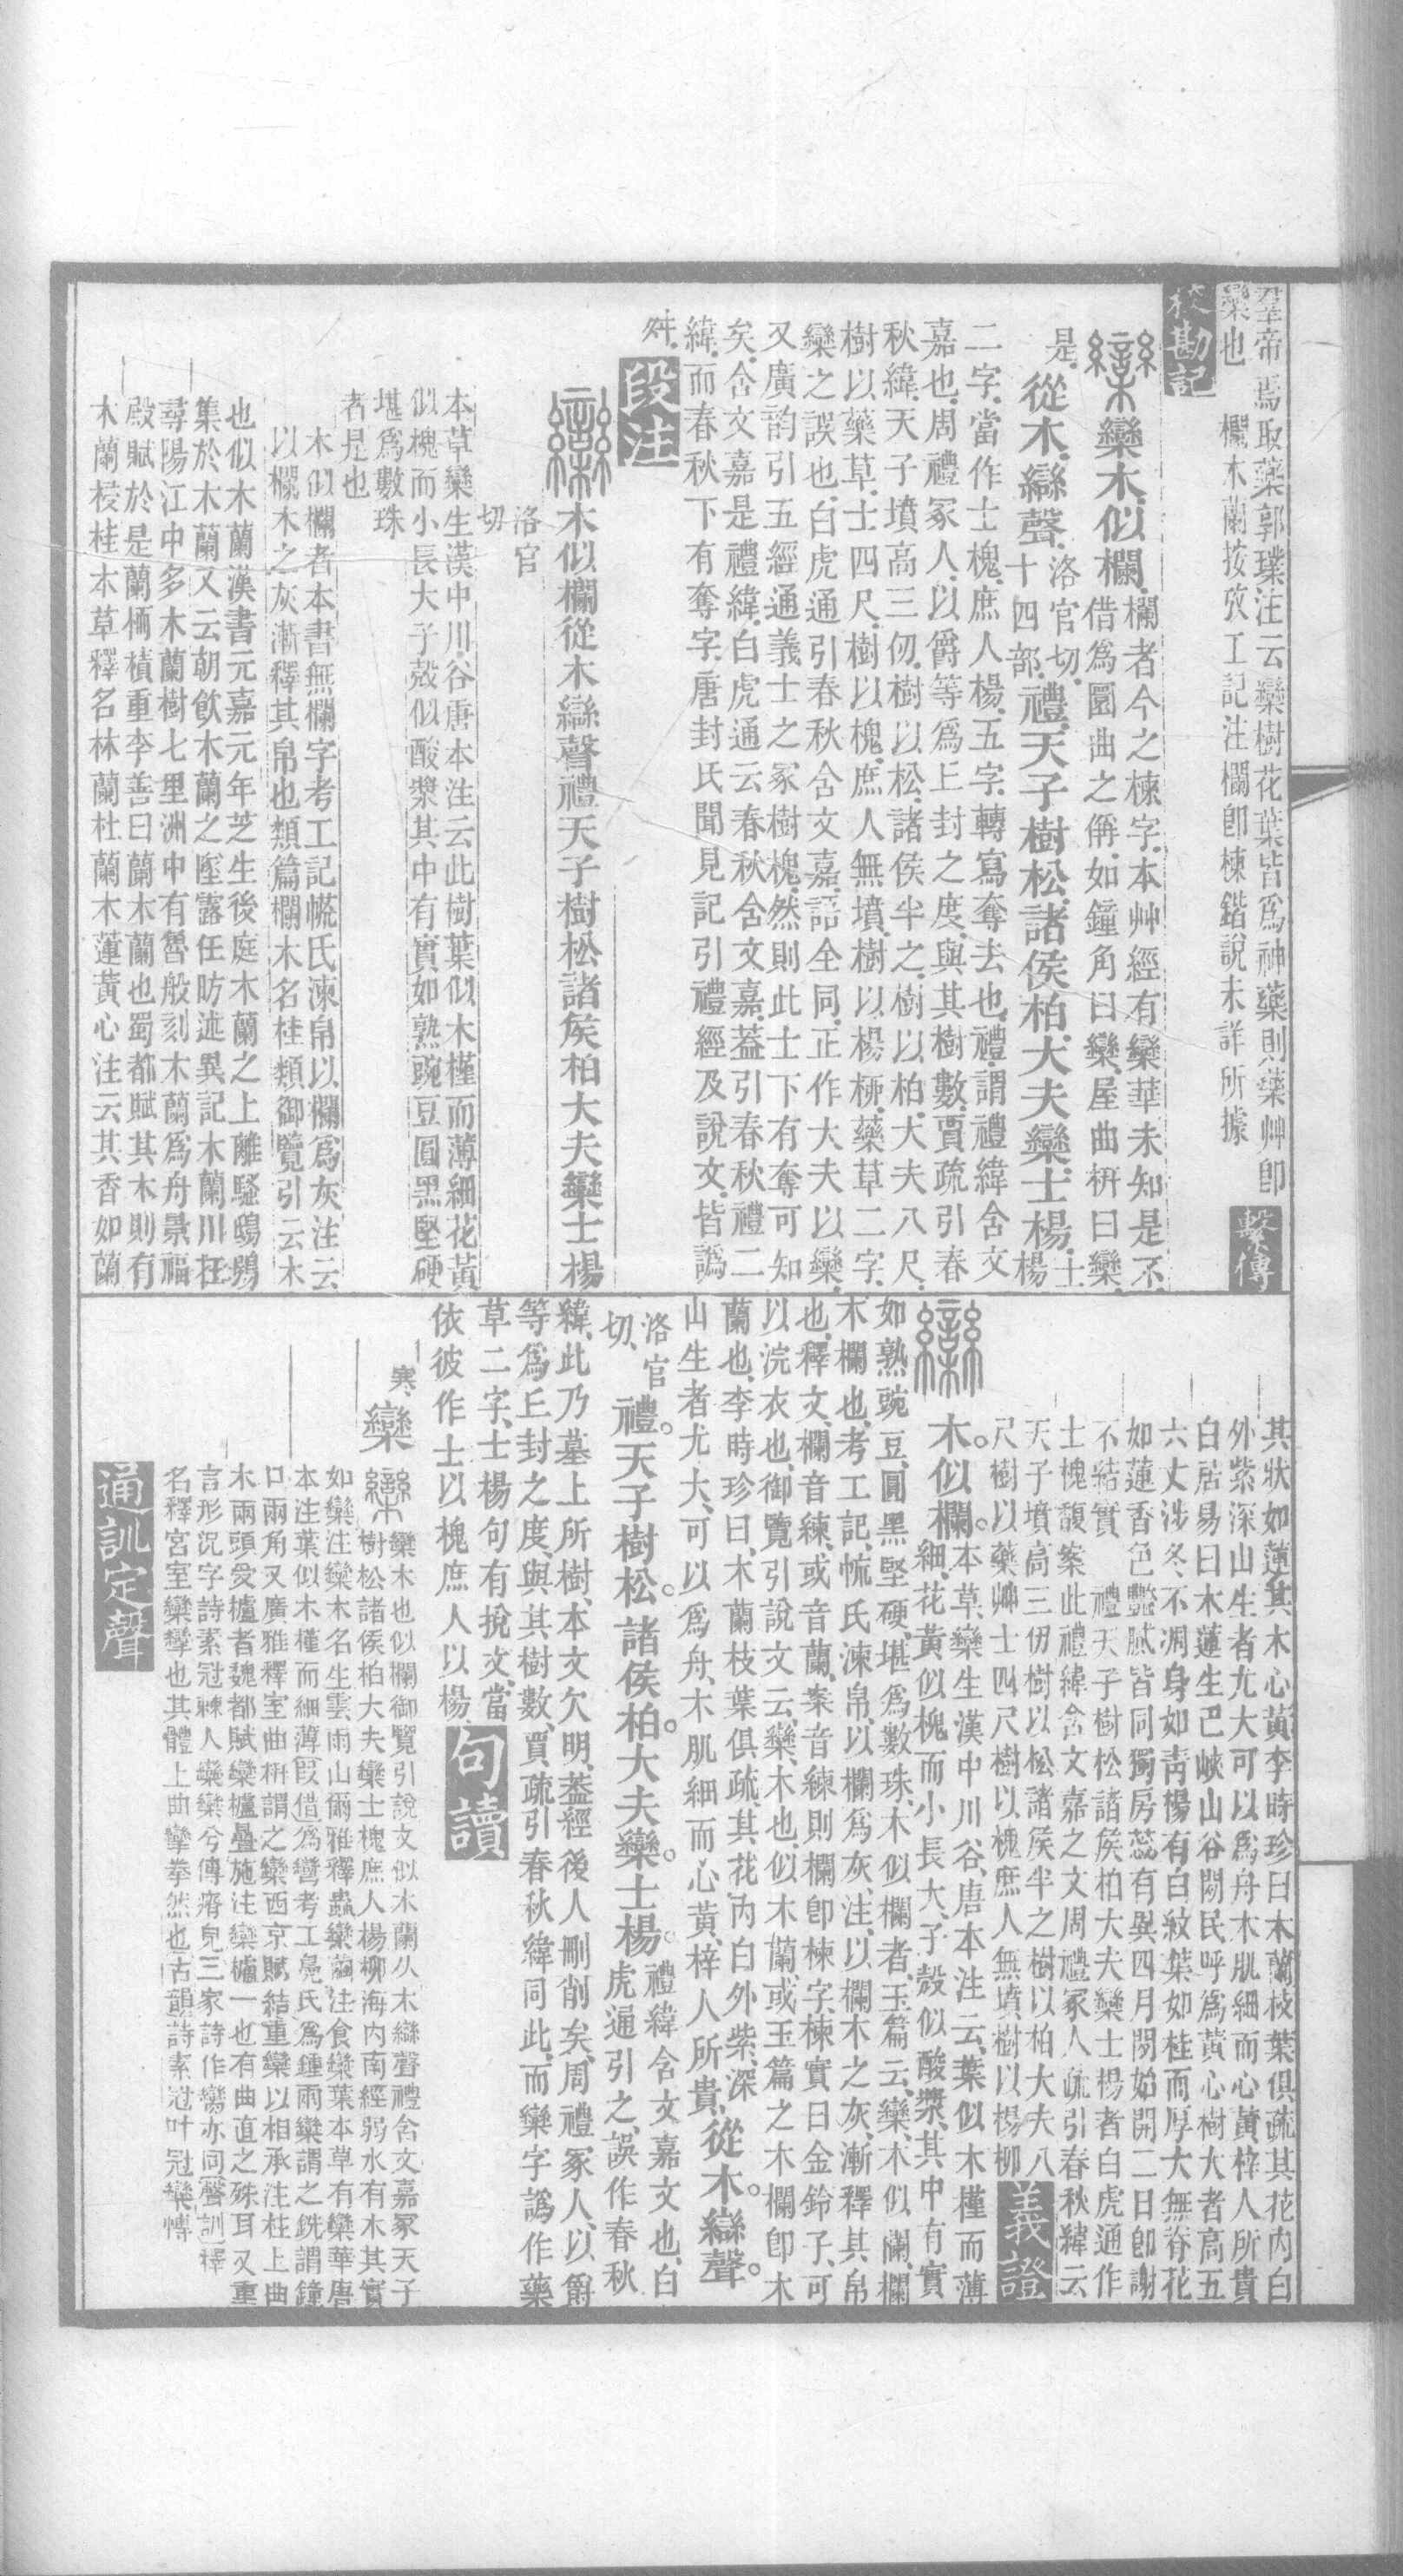 羣帝焉取藥郭璞注云欒樹花葉皆爲神藥則藥艸卽
欒也
繫傳
欄木蘭按攷工記注欄卽楝鍇說未詳所據
校勘記
欒木似欄
欄者今之楝字本艸經有欒華未知是不
借爲圜曲之偁如鐘角曰欒屋曲枅曰欒
是
從木䜌聲
洛官切
十四部
禮天子樹松諸侯柏大夫欒士楊
士
楊
二字當作士槐庶人楊五字轉寫奪去也禮謂禮緯含文
嘉也周禮冢人以爵等爲丘封之度與其樹數賈疏引春
秋緯天子墳高三仞樹以松諸侯半之樹以柏大夫八尺
樹以藥草士四尺樹以槐庶人無墳樹以楊柳藥草二字
欒之誤也白虎通引春秋含文嘉語全同正作大夫以欒
又廣韵引五經通義士之冢樹槐然則此士下有奪可知
矣含文嘉是禮緯白虎通云春秋含文嘉蓋引春秋禮二
緯而春秋下有奪字唐封氏聞見記引禮經及說文皆譌
舛
段注
木似欄從木䜌聲禮天子樹松諸侯柏大夫欒士楊
洛官
切
本草欒生漢中川谷唐本注云此樹葉似木槿而薄細花黃
似槐而小長大子殼似酸漿其中有實如熟豌豆圓黑堅硬
堪爲數珠
者是也
木似欄者本書無欄字考工記㡛氏湅帛以欄爲灰注云
以欄木之灰漸釋其帛也類篇欄木名桂類御覽引云木
也似木蘭漢書元嘉元年芝生後庭木蘭之上離騷鴟鴞
集於木蘭又云朝飮木蘭之墜露任昉述異記木蘭川在
尋陽江中多木蘭樹七里洲中有魯般刻木蘭爲舟景福
殿賦於是蘭栭積重李善曰蘭木蘭也蜀都賦其木則有
木蘭梫桂本草釋名林蘭杜蘭木蓮黃心注云其香如蘭
其狀如蓮其木心黃李時珍曰木蘭枝葉俱疏其花內白
外紫深山生者尤大可以爲舟木肌細而心黃梓人所貴
白居易曰木蓮生巴峽山谷閒民呼爲黃心樹大者高五
六丈涉冬不凋身如靑楊有白紋葉如桂而厚大無脊花
如蓮香色艷膩皆同獨房蕊有異四月開始開二日卽謝
不結實
禮天子樹松諸侯柏大夫欒士楊者白虎通作
士槐馥案此禮緯含文嘉之文周禮冢人疏引春秋緯云
天子墳高三仞樹以松諸侯半之樹以柏大夫八
尺樹以藥艸士四尺樹以槐庶人無墳樹以楊柳
義證
木。似欄。
本草、欒生漢中川谷、唐本注云、葉似木槿而薄
細、花黃似槐而小長大、子殼似酸漿、其中有實
如熟豌豆、圓黑堅硬、堪爲數珠、木似欄者、玉篇云、欒、木似欄、欄
木欄也、考工記、㡛氏湅帛、以欄爲灰、注、以欄木之灰、漸釋其帛
也、釋文、欄音練、或音蘭、案音練則欄卽楝字、楝實曰金鈴子、可
以浣衣也、御覽引說文云、欒、木也、似木蘭、或玉篇之木欄卽木
蘭也、李時珍曰、木蘭枝葉俱疏、其花內白外紫、深
山生者尤大、可以爲舟、木肌細而心黃、梓人所貴、
從木。䜌聲。
洛官
切、
禮。天子樹松。諸侯柏。大夫欒。士楊。
禮緯含文嘉文也、白
虎通引之、誤作春秋
緯、此乃墓上所樹、本文欠明、葢經後人刪削矣、周禮冢人、以爵
等爲丘封之度、與其樹數、賈疏引春秋緯同此、而欒字譌作藥
草二字、士楊句有捝文、當
依彼作士以槐庶人以楊、
句讀
寒
欒
欒木也似欄御覽引說文似木蘭从木䜌聲禮含文嘉冢天子
樹松諸侯柏大夫欒士槐庶人楊柳海內南經弱水有木其實
如欒注欒木名生雲雨山爾雅釋蟲欒繭注食欒葉本草有欒華唐
本注葉似木槿而細薄叚借爲彎考工鳧氏爲鍾兩欒謂之銑謂鐘
口兩角又廣雅釋室曲枅謂之欒西京賦結重欒以相承注柱上曲
木兩頭受櫨者魏都賦欒櫨疊施注欒櫨一也有曲直之殊耳又重
言形況字詩素冠棘人欒欒兮傳瘠皃三家詩作臠亦同聲訓釋
名釋宮室欒攣也其體上曲攣拳然也古韻詩素冠叶冠欒慱
通訓定聲